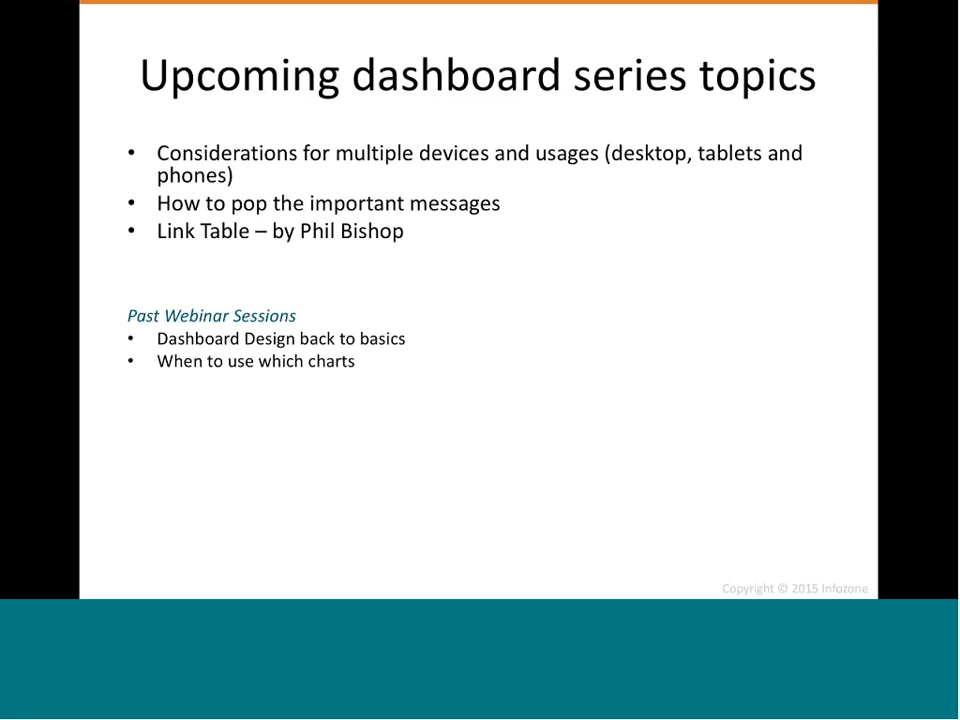 Upcoming dashboard series topics
• Considerations for multiple devices and usages (desktop, tablets and
phones)
• How to pop the important messages
• Link Table – by Phil Bishop
Past Webinar Sessions
• Dashboard Design back to basics
• When to use which charts
Copyright © 2015 Infozone